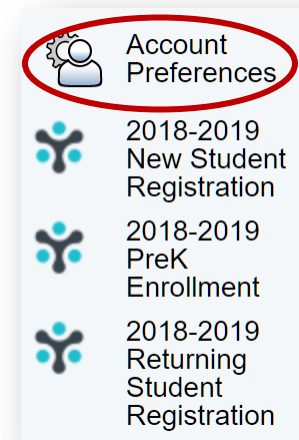 Account
Preferences
2018-2019
New Student
Registration
2018-2019
PreK
Enrollment
2018-2019
Returning
Student
Registration